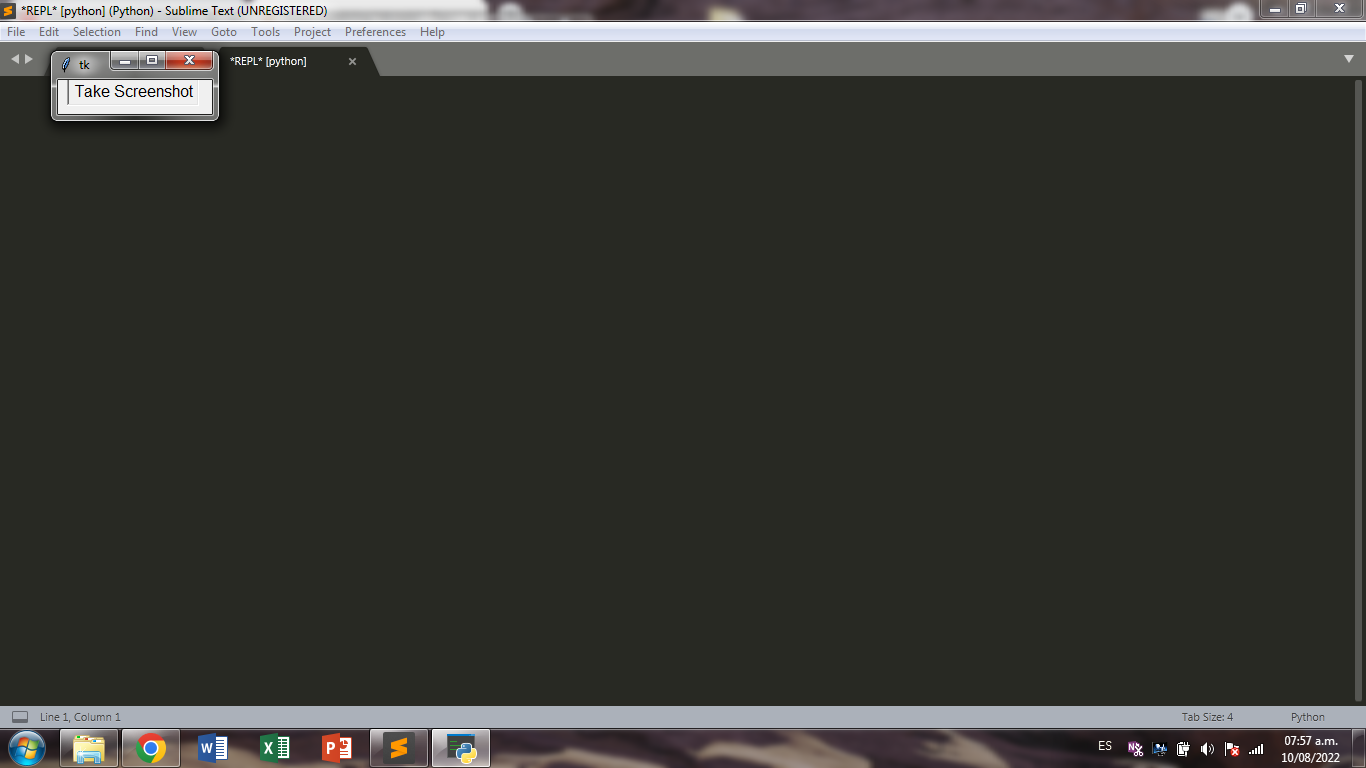 *REPL* [python] (Python) - Sublime Text (UNREGISTERED)
File Edit Selection Find View Goto Tools Project Preferences Help
tk
*REPL* [python]
Take Screenshot
Line 1, Column 1
Tab Size: 4
Python
ES
07:57 a.m.
10/08/2022